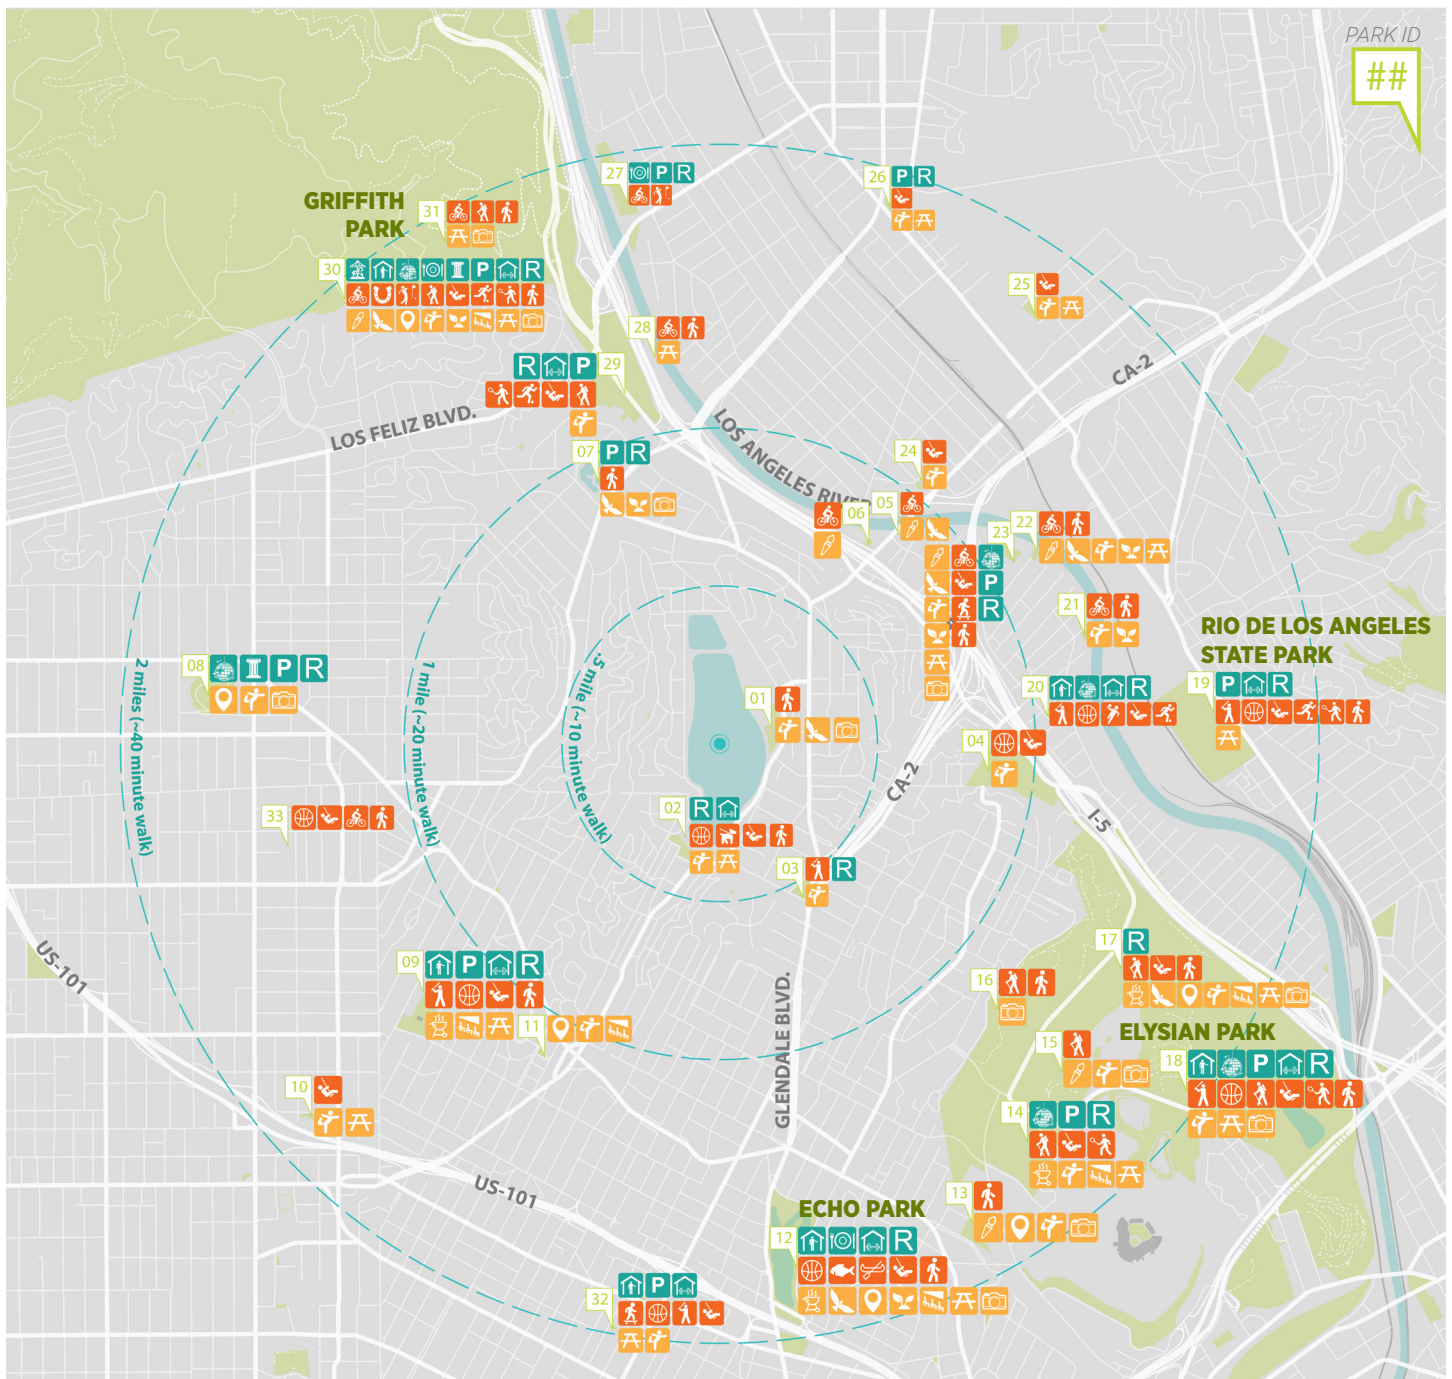 PARK ID
##
27
P R
26
P R
GRIFFITH
PARK
31
30
P R
25
28
R P
29
CA-2
LOS FELIZ BLVD.
LOS ANGELES RIVER
07
P R
24
05
06
22
23
P
R
21
RIO DE LOS ANGELES
STATE PARK
08
P R
2 miles (~40 minute walk)
1 mile (~20 minute walk)
.5 mile (~10 minute walk)
01
20
R
19
P R
04
CA-2
33
02
R
I-5
03
R
US-101
09
P R
11
GLENDALE BLVD.
17
R
16
15
ELYSIAN PARK
18
P R
10
14
P R
US-101
13
ECHO PARK
12
R
32
P